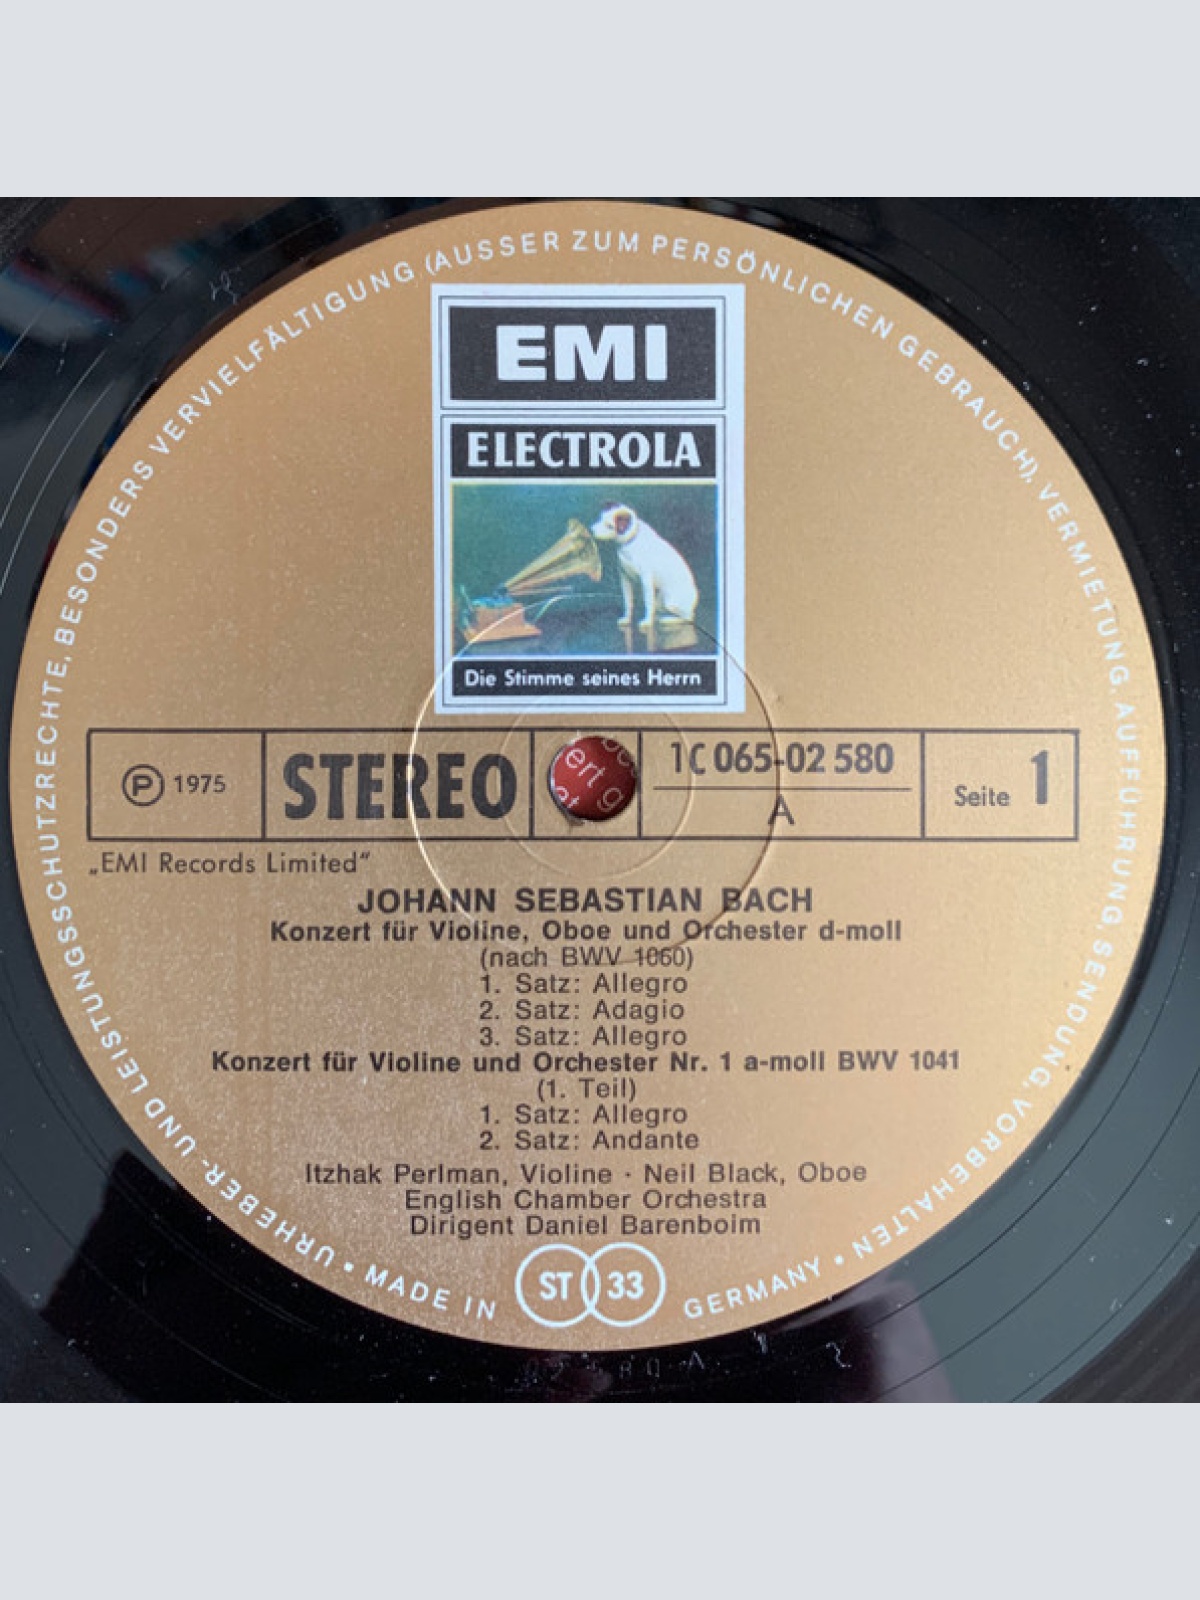 EMI
ELECTROLA
Die Stimme seines Herrn
℗ 1975
STEREO
1C 065-02 580
A
Seite 1
„EMI Records Limited“
JOHANN SEBASTIAN BACH
Konzert für Violine, Oboe und Orchester d-moll
(nach BWV 1060)
1. Satz: Allegro
2. Satz: Adagio
3. Satz: Allegro
Konzert für Violine und Orchester Nr. 1 a-moll BWV 1041
(1. Teil)
1. Satz: Allegro
2. Satz: Andante
Itzhak Perlman, Violine · Neil Black, Oboe
English Chamber Orchestra
Dirigent Daniel Barenboim
ST 33
URHEBER- UND LEISTUNGSSCHUTZRECHTE, BESONDERS VERVIELFÄLTIGUNG (AUSSER ZUM PERSÖNLICHEN GEBRAUCH), VERMIETUNG, AUFFÜHRUNG, SENDUNG, VORBEHALTEN • MADE IN GERMANY •